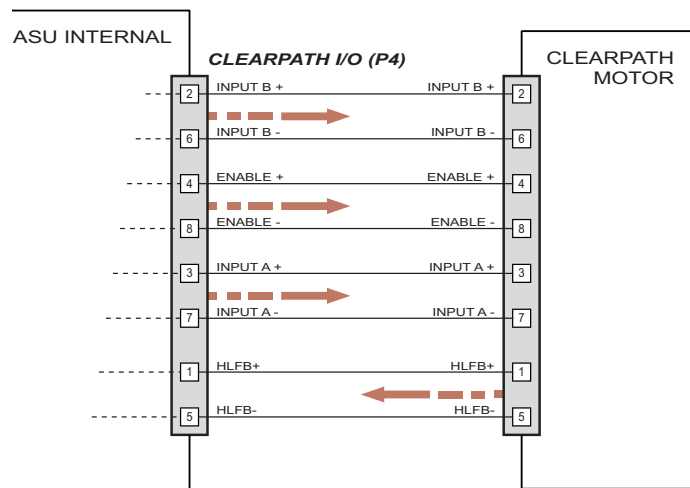 ASU INTERNAL
CLEARPATH I/O (P4)
CLEARPATH
MOTOR
2 INPUT B + INPUT B + 2
6 INPUT B - INPUT B - 6
4 ENABLE + ENABLE + 4
8 ENABLE - ENABLE - 8
3 INPUT A + INPUT A + 3
7 INPUT A - INPUT A - 7
1 HLFB+ HLFB+ 1
5 HLFB- HLFB- 5